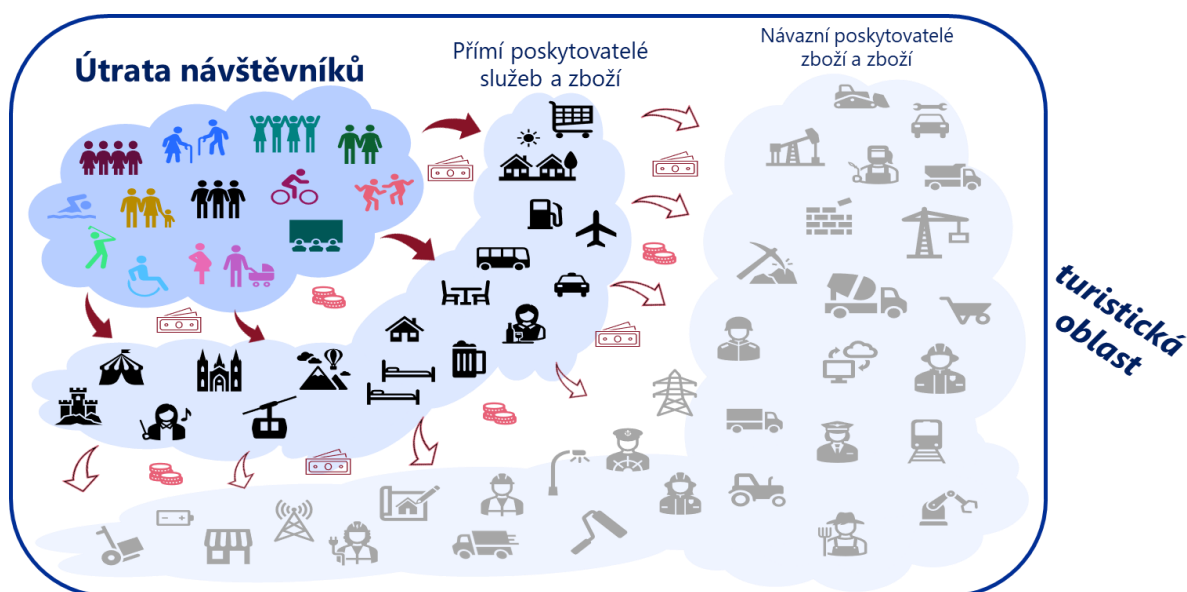 Útrata návštěvníků
Přímí poskytovatelé
služeb a zboží
Návazní poskytovatelé
zboží a zboží
turistická
oblast